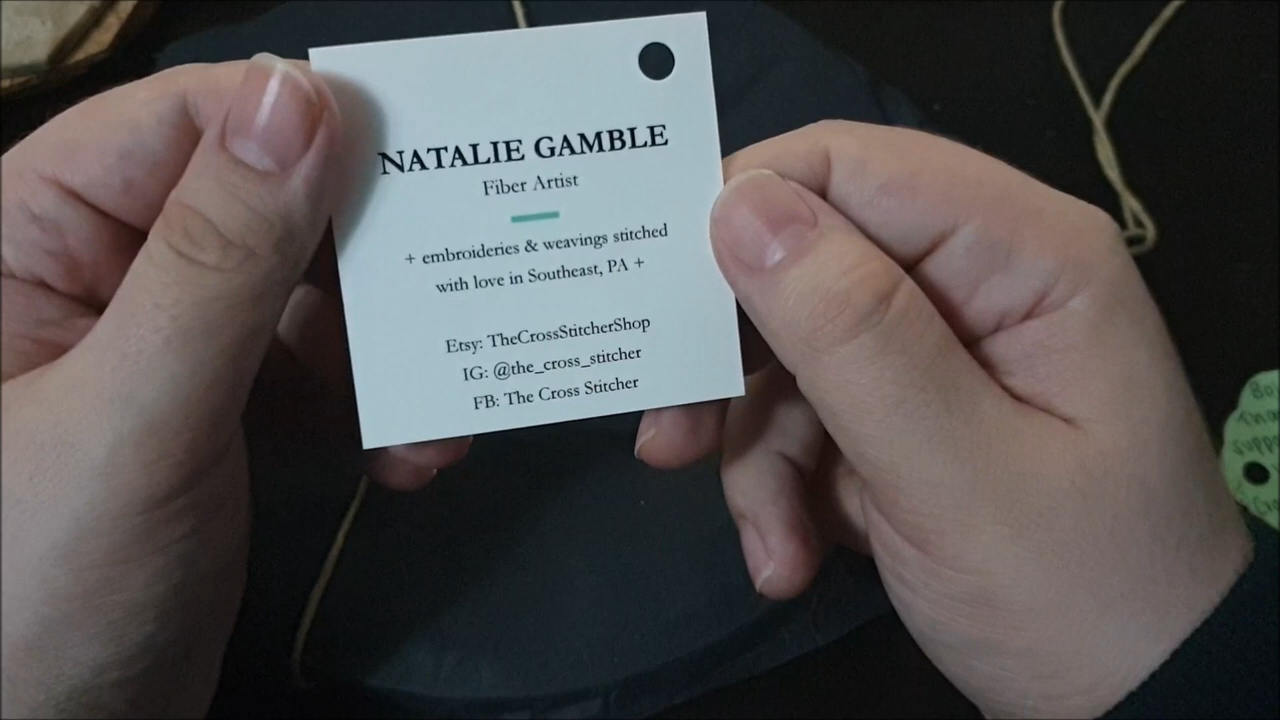 NATALIE GAMBLE
Fiber Artist
+ embroideries & weavings stitched
with love in Southeast, PA +
Etsy: TheCrossStitcherShop
IG: @the_cross_stitcher
FB: The Cross Stitcher